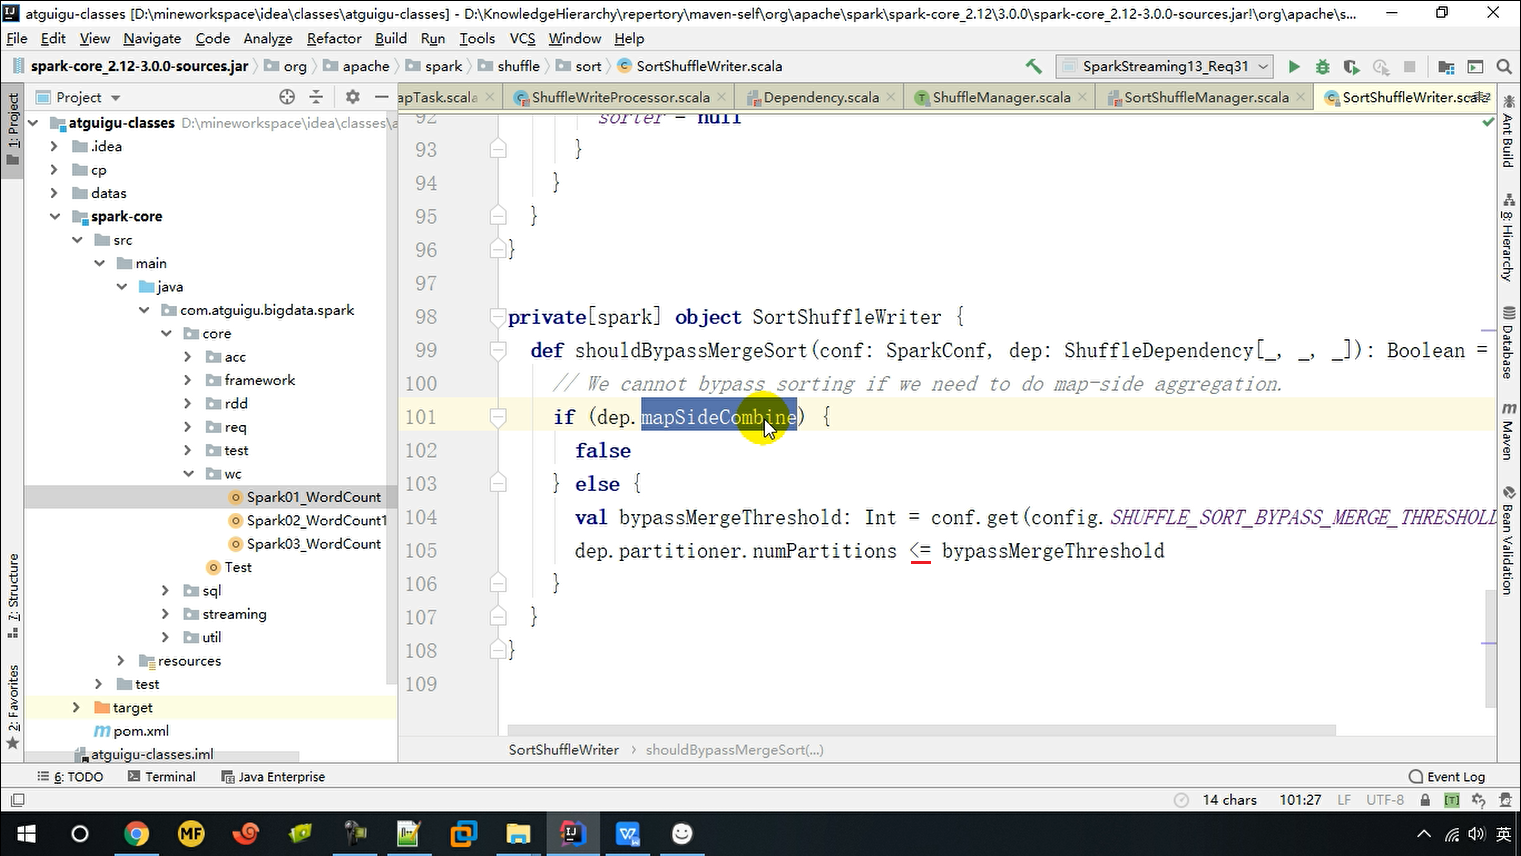 atguigu-classes [D:\mineworkspace\idea\classes\atguigu-classes] - D:\KnowledgeHierarchy\repertory\maven-self\org\apache\spark\spark-core_2.12\3.0.0\spark-core_2.12-3.0.0-sources.jar!\org\apache\s...
File Edit View Navigate Code Analyze Refactor Build Run Tools VCS Window Help
spark-core_2.12-3.0.0-sources.jar org apache spark shuffle sort SortShuffleWriter.scala SparkStreaming13_Req31
Project apTask.scala ShuffleWriteProcessor.scala Dependency.scala ShuffleManager.scala SortShuffleManager.scala SortShuffleWriter.scala
1: Project
7: Structure
2: Favorites
atguigu-classes D:\mineworkspace\idea\classes\a
.idea
cp
datas
spark-core
src
main
java
com.atguigu.bigdata.spark
core
acc
framework
rdd
req
test
wc
Spark01_WordCount
Spark02_WordCount1
Spark03_WordCount
Test
sql
streaming
util
resources
test
target
pom.xml
atguigu-classes.iml
92 sorter = null
93 }
94 }
95 }
96 }
97
98 private[spark] object SortShuffleWriter {
99 def shouldBypassMergeSort(conf: SparkConf, dep: ShuffleDependency[_, _, _]): Boolean =
100 // We cannot bypass sorting if we need to do map-side aggregation.
101 if (dep.mapSideCombine) {
102 false
103 } else {
104 val bypassMergeThreshold: Int = conf.get(config.SHUFFLE_SORT_BYPASS_MERGE_THRESHOLD
105 dep.partitioner.numPartitions <= bypassMergeThreshold
106 }
107 }
108 }
109
SortShuffleWriter shouldBypassMergeSort(...)
Ant Build
8: Hierarchy
Database
Maven
Bean Validation
6: TODO Terminal Java Enterprise Event Log
14 chars 101:27 LF UTF-8 [T]
MF 英